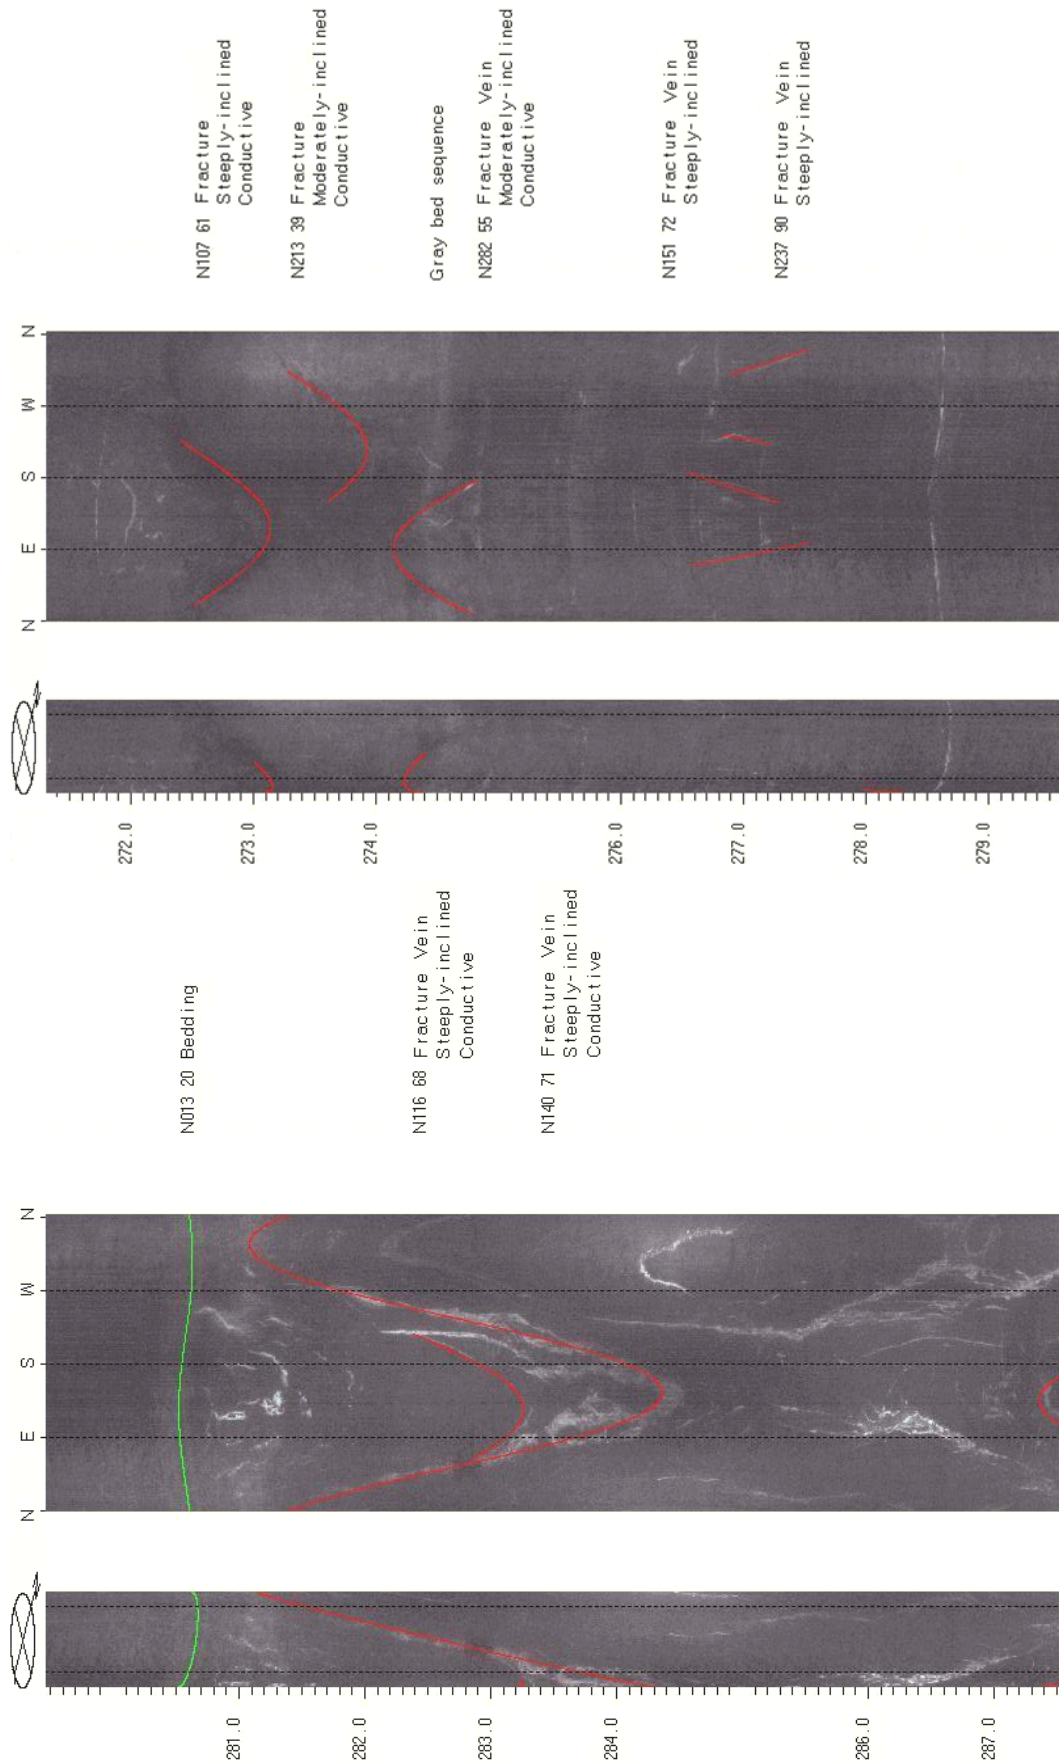 N107 61 Fracture
Steeply-inclined
Conductive
N213 39 Fracture
Moderately-inclined
Conductive
Gray bed sequence
N282 55 Fracture Vein
Moderately-inclined
Conductive
N151 72 Fracture Vein
Steeply-inclined
N237 90 Fracture Vein
Steeply-inclined
N E S W N
272.0
273.0
274.0
276.0
277.0
278.0
279.0
N013 20 Bedding
N116 68 Fracture Vein
Steeply-inclined
Conductive
N140 71 Fracture Vein
Steeply-inclined
Conductive
N E S W N
281.0
282.0
283.0
284.0
286.0
287.0